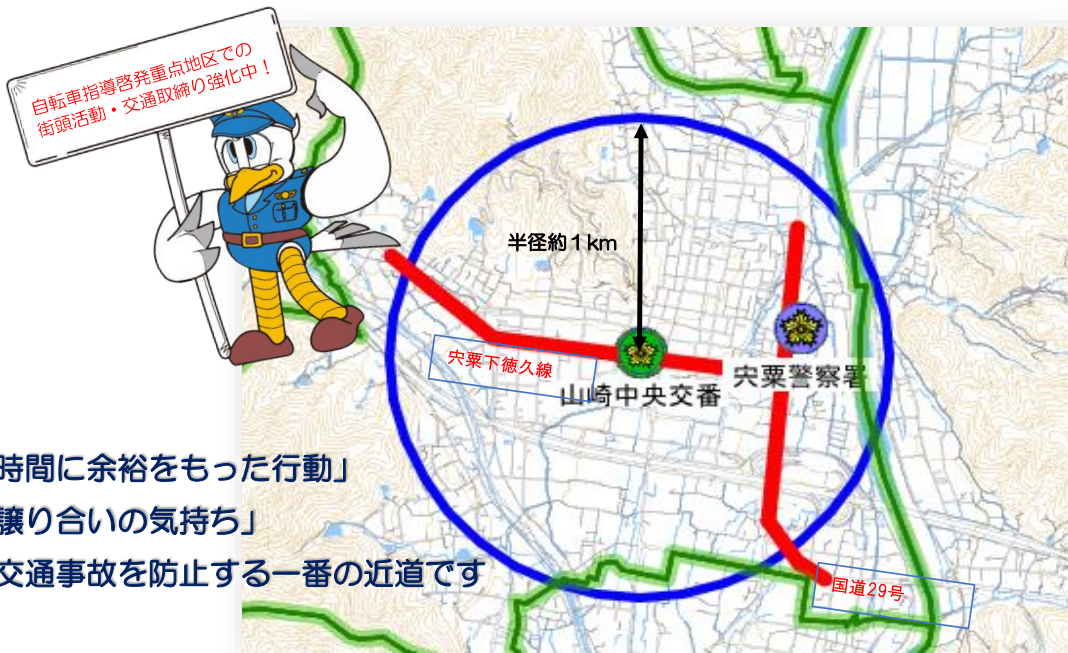 自転車指導啓発重点地区での
街頭活動・交通取締り強化中！
半径約１km
宍粟下徳久線
山崎中央交番
宍粟警察署
時間に余裕をもった行動」
譲り合いの気持ち」
交通事故を防止する一番の近道です
国道29号